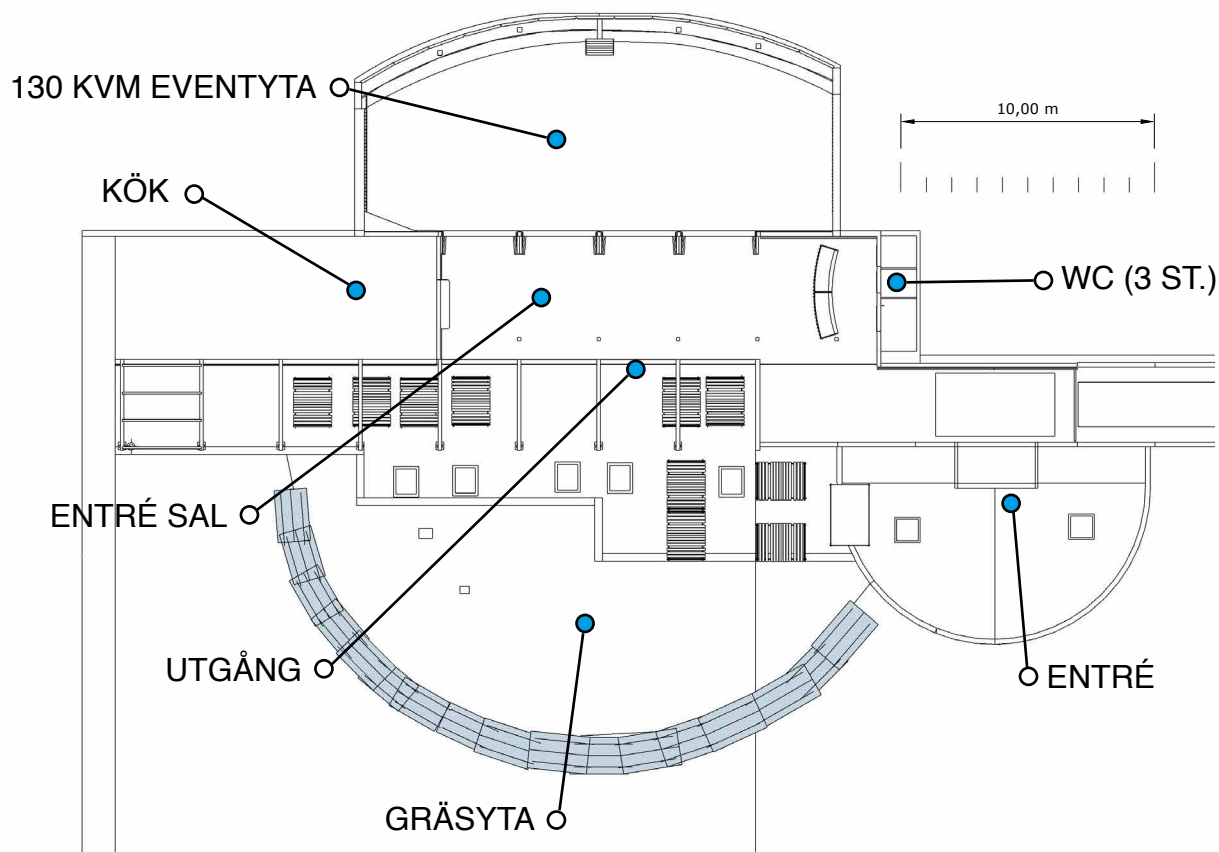 130 KVM EVENTYTA
10,00 m
KÖK
WC (3 ST.)
ENTRÉ SAL
UTGÅNG
ENTRÉ
GRÄSYTA